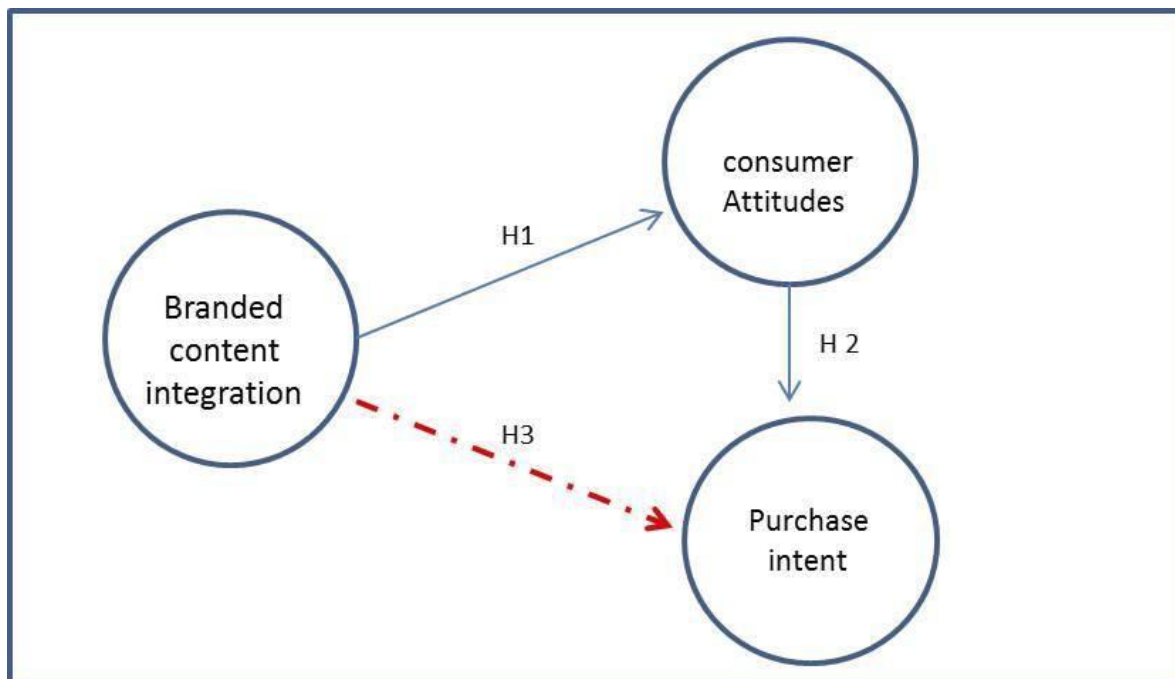 consumer
Attitudes
H1
Branded
content
integration
H 2
H3
Purchase
intent